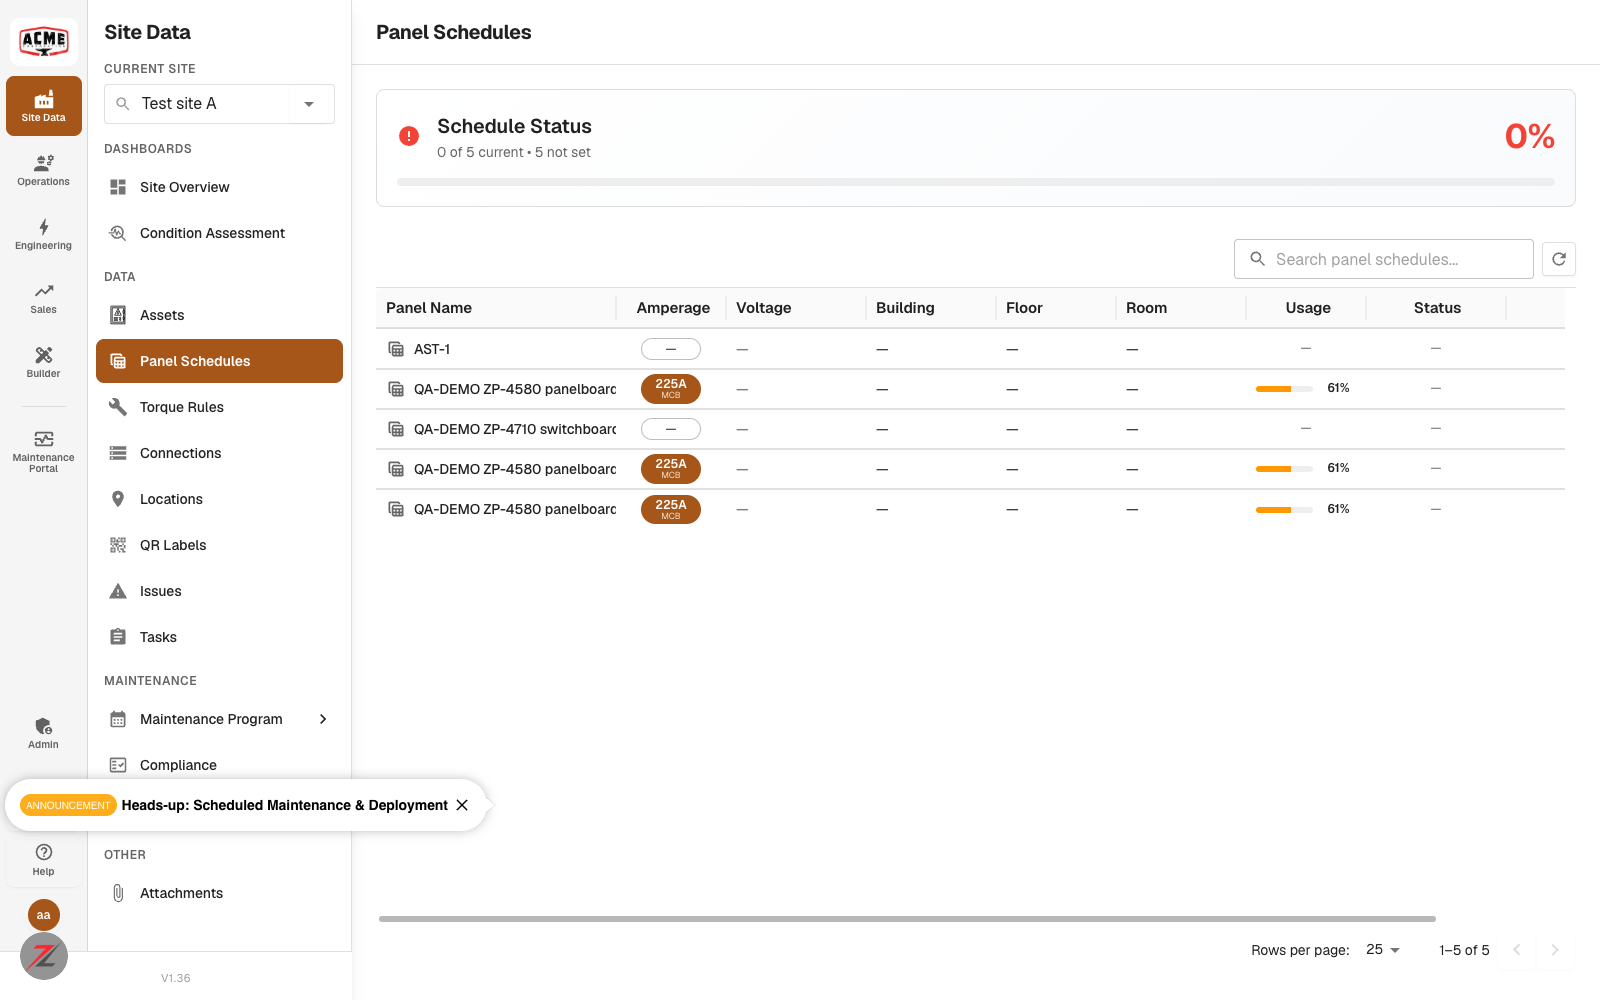 ACME
Site Data
Operations
Engineering
Sales
Builder
Maintenance
Portal
Admin
Help
aa
Site Data
CURRENT SITE
Test site A
DASHBOARDS
Site Overview
Condition Assessment
DATA
Assets
Panel Schedules
Torque Rules
Connections
Locations
QR Labels
Issues
Tasks
MAINTENANCE
Maintenance Program
Compliance
ANNOUNCEMENT Heads-up: Scheduled Maintenance & Deployment
OTHER
Attachments
V1.36
Panel Schedules
Schedule Status
0 of 5 current • 5 not set
0%
Search panel schedules...
Panel Name Amperage Voltage Building Floor Room Usage Status
AST-1 — — — — — — —
QA-DEMO ZP-4580 panelboard 225A MCB — — — — 61% —
QA-DEMO ZP-4710 switchboard — — — — — — —
QA-DEMO ZP-4580 panelboard 225A MCB — — — — 61% —
QA-DEMO ZP-4580 panelboard 225A MCB — — — — 61% —
Rows per page: 25 1–5 of 5